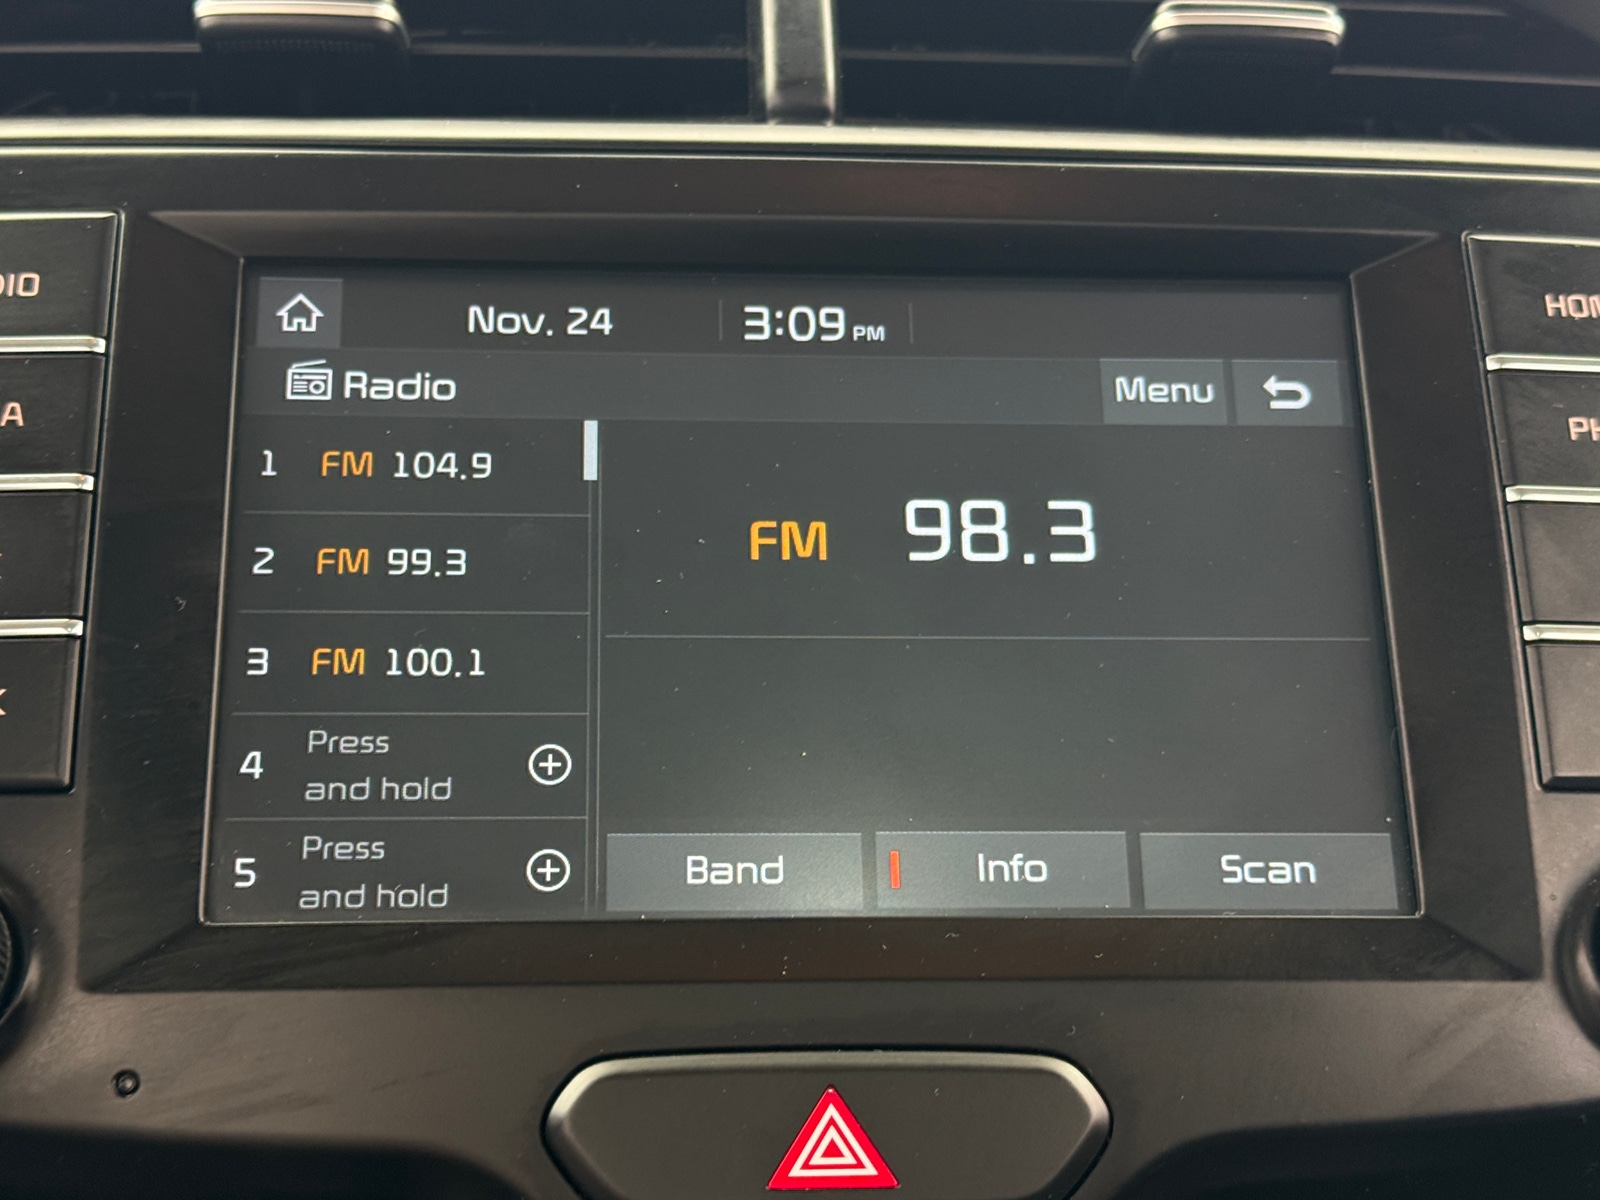 Nov. 24 3:09 PM
Radio Menu
1 FM 104.9
2 FM 99.3
3 FM 100.1
4 Press
and hold
5 Press
and hold
FM 98.3
Band Info Scan